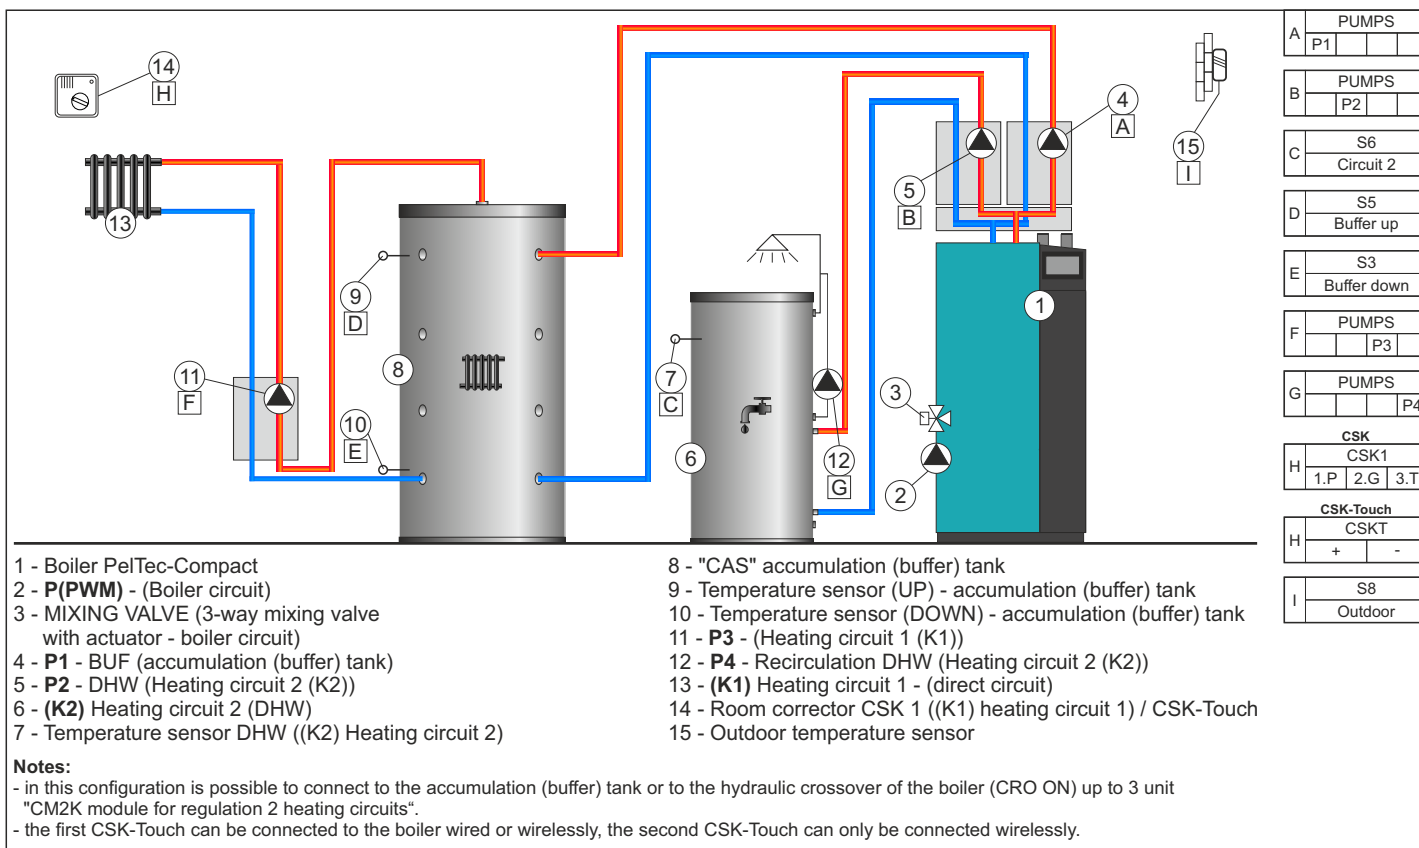 14
H
13
11
F
9
D
8
10
E
7
C
6
12
G
5
B
4
A
3
2
1
15
I
A
PUMPS
P1
B
PUMPS
P2
C
S6
Circuit 2
D
S5
Buffer up
E
S3
Buffer down
F
PUMPS
P3
G
PUMPS
P4
CSK
H
CSK1
1.P 2.G 3.T
CSK-Touch
H
CSKT
+ -
I
S8
Outdoor
1 - Boiler PelTec-Compact
2 - P(PWM) - (Boiler circuit)
3 - MIXING VALVE (3-way mixing valve
with actuator - boiler circuit)
4 - P1 - BUF (accumulation (buffer) tank)
5 - P2 - DHW (Heating circuit 2 (K2))
6 - (K2) Heating circuit 2 (DHW)
7 - Temperature sensor DHW ((K2) Heating circuit 2)
8 - "CAS" accumulation (buffer) tank
9 - Temperature sensor (UP) - accumulation (buffer) tank
10 - Temperature sensor (DOWN) - accumulation (buffer) tank
11 - P3 - (Heating circuit 1 (K1))
12 - P4 - Recirculation DHW (Heating circuit 2 (K2))
13 - (K1) Heating circuit 1 - (direct circuit)
14 - Room corrector CSK 1 ((K1) heating circuit 1) / CSK-Touch
15 - Outdoor temperature sensor
Notes:
- in this configuration is possible to connect to the accumulation (buffer) tank or to the hydraulic crossover of the boiler (CRO ON) up to 3 unit
"CM2K module for regulation 2 heating circuits“.
- the first CSK-Touch can be connected to the boiler wired or wirelessly, the second CSK-Touch can only be connected wirelessly.